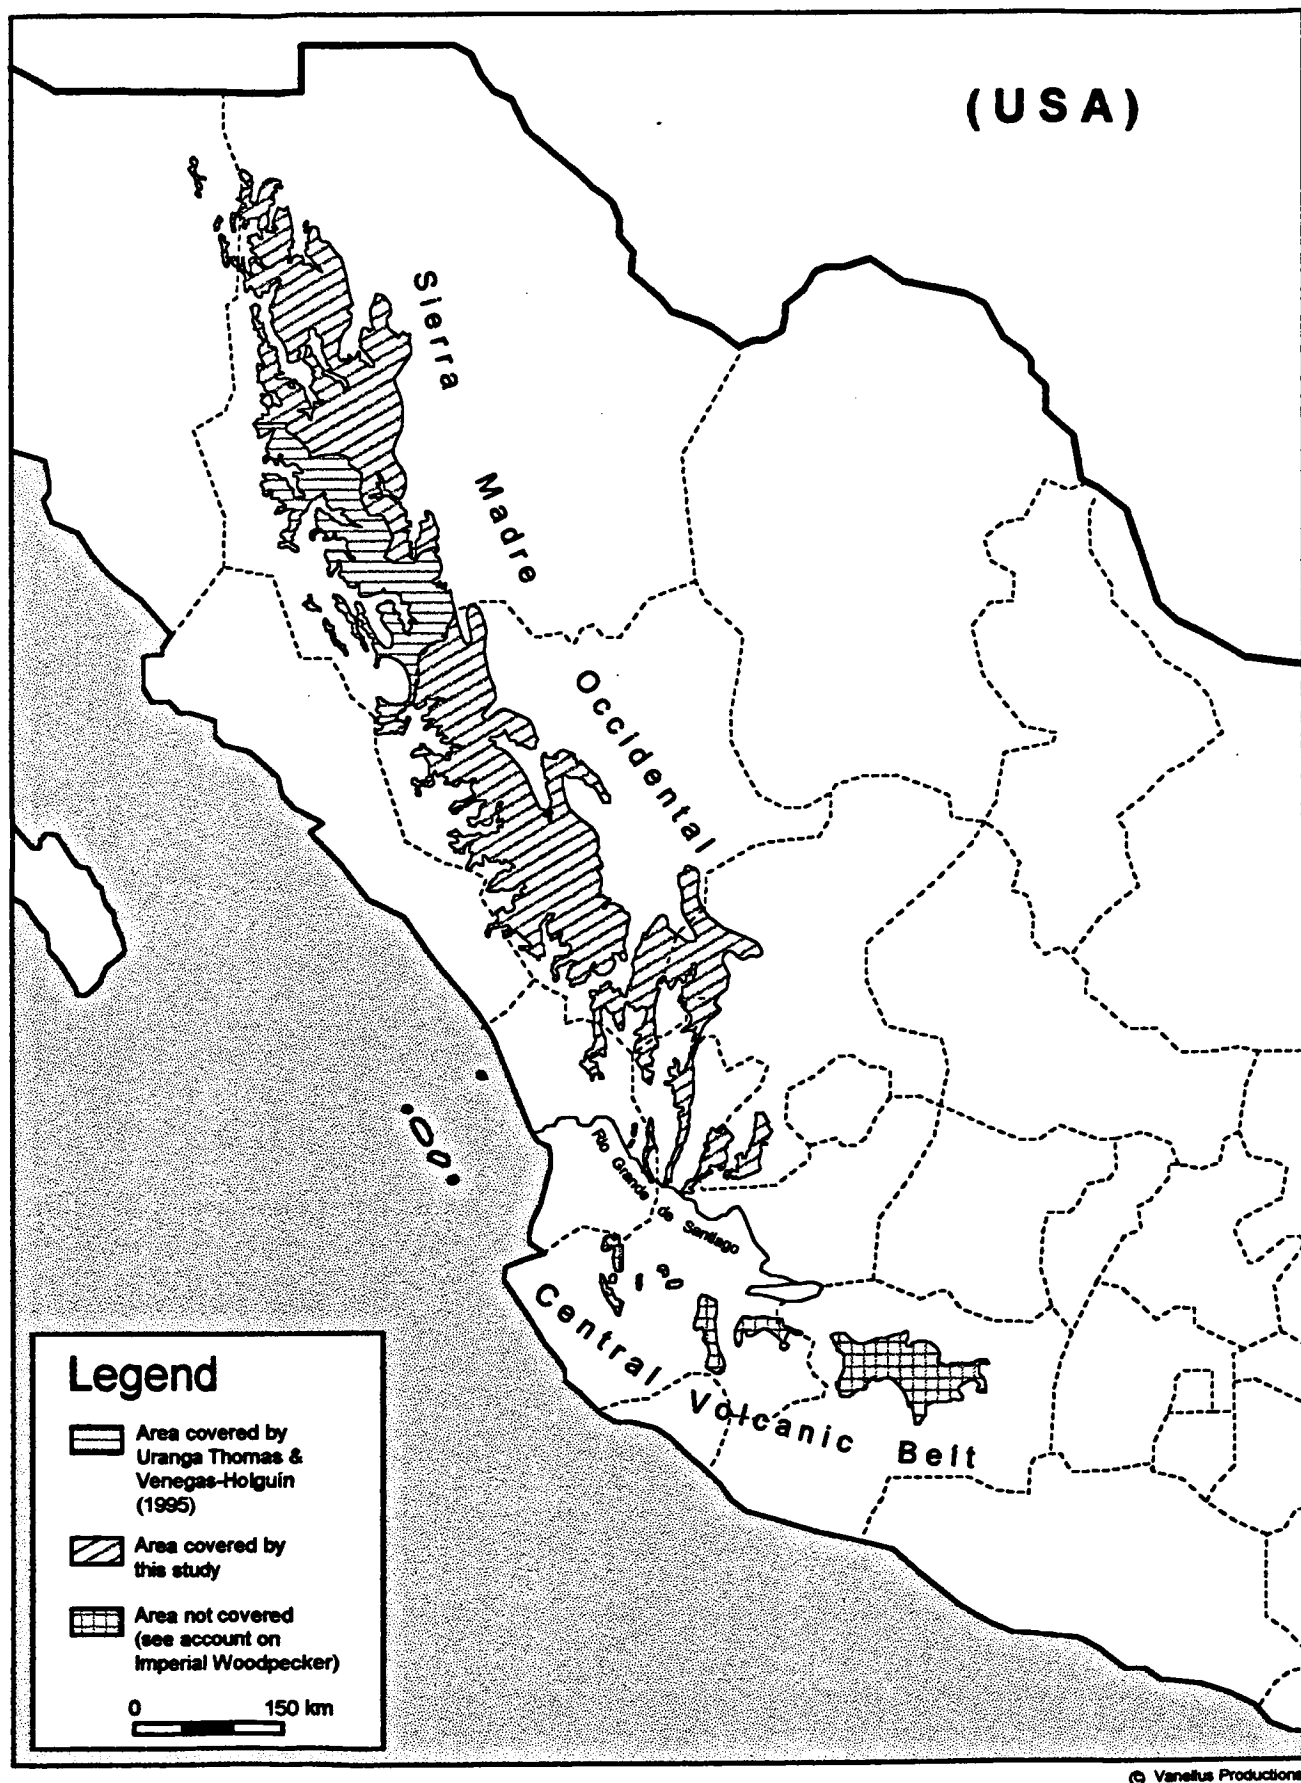 (USA)
Sierra
Madre
Occidental
Rio Grande de Santiago
Central Volcanic Belt
Legend
Area covered by
Uranga Thomas &
Venegas-Holguin
(1995)
Area covered by
this study
Area not covered
(see account on
Imperial Woodpecker)
0 150 km
© Vanellus Productions